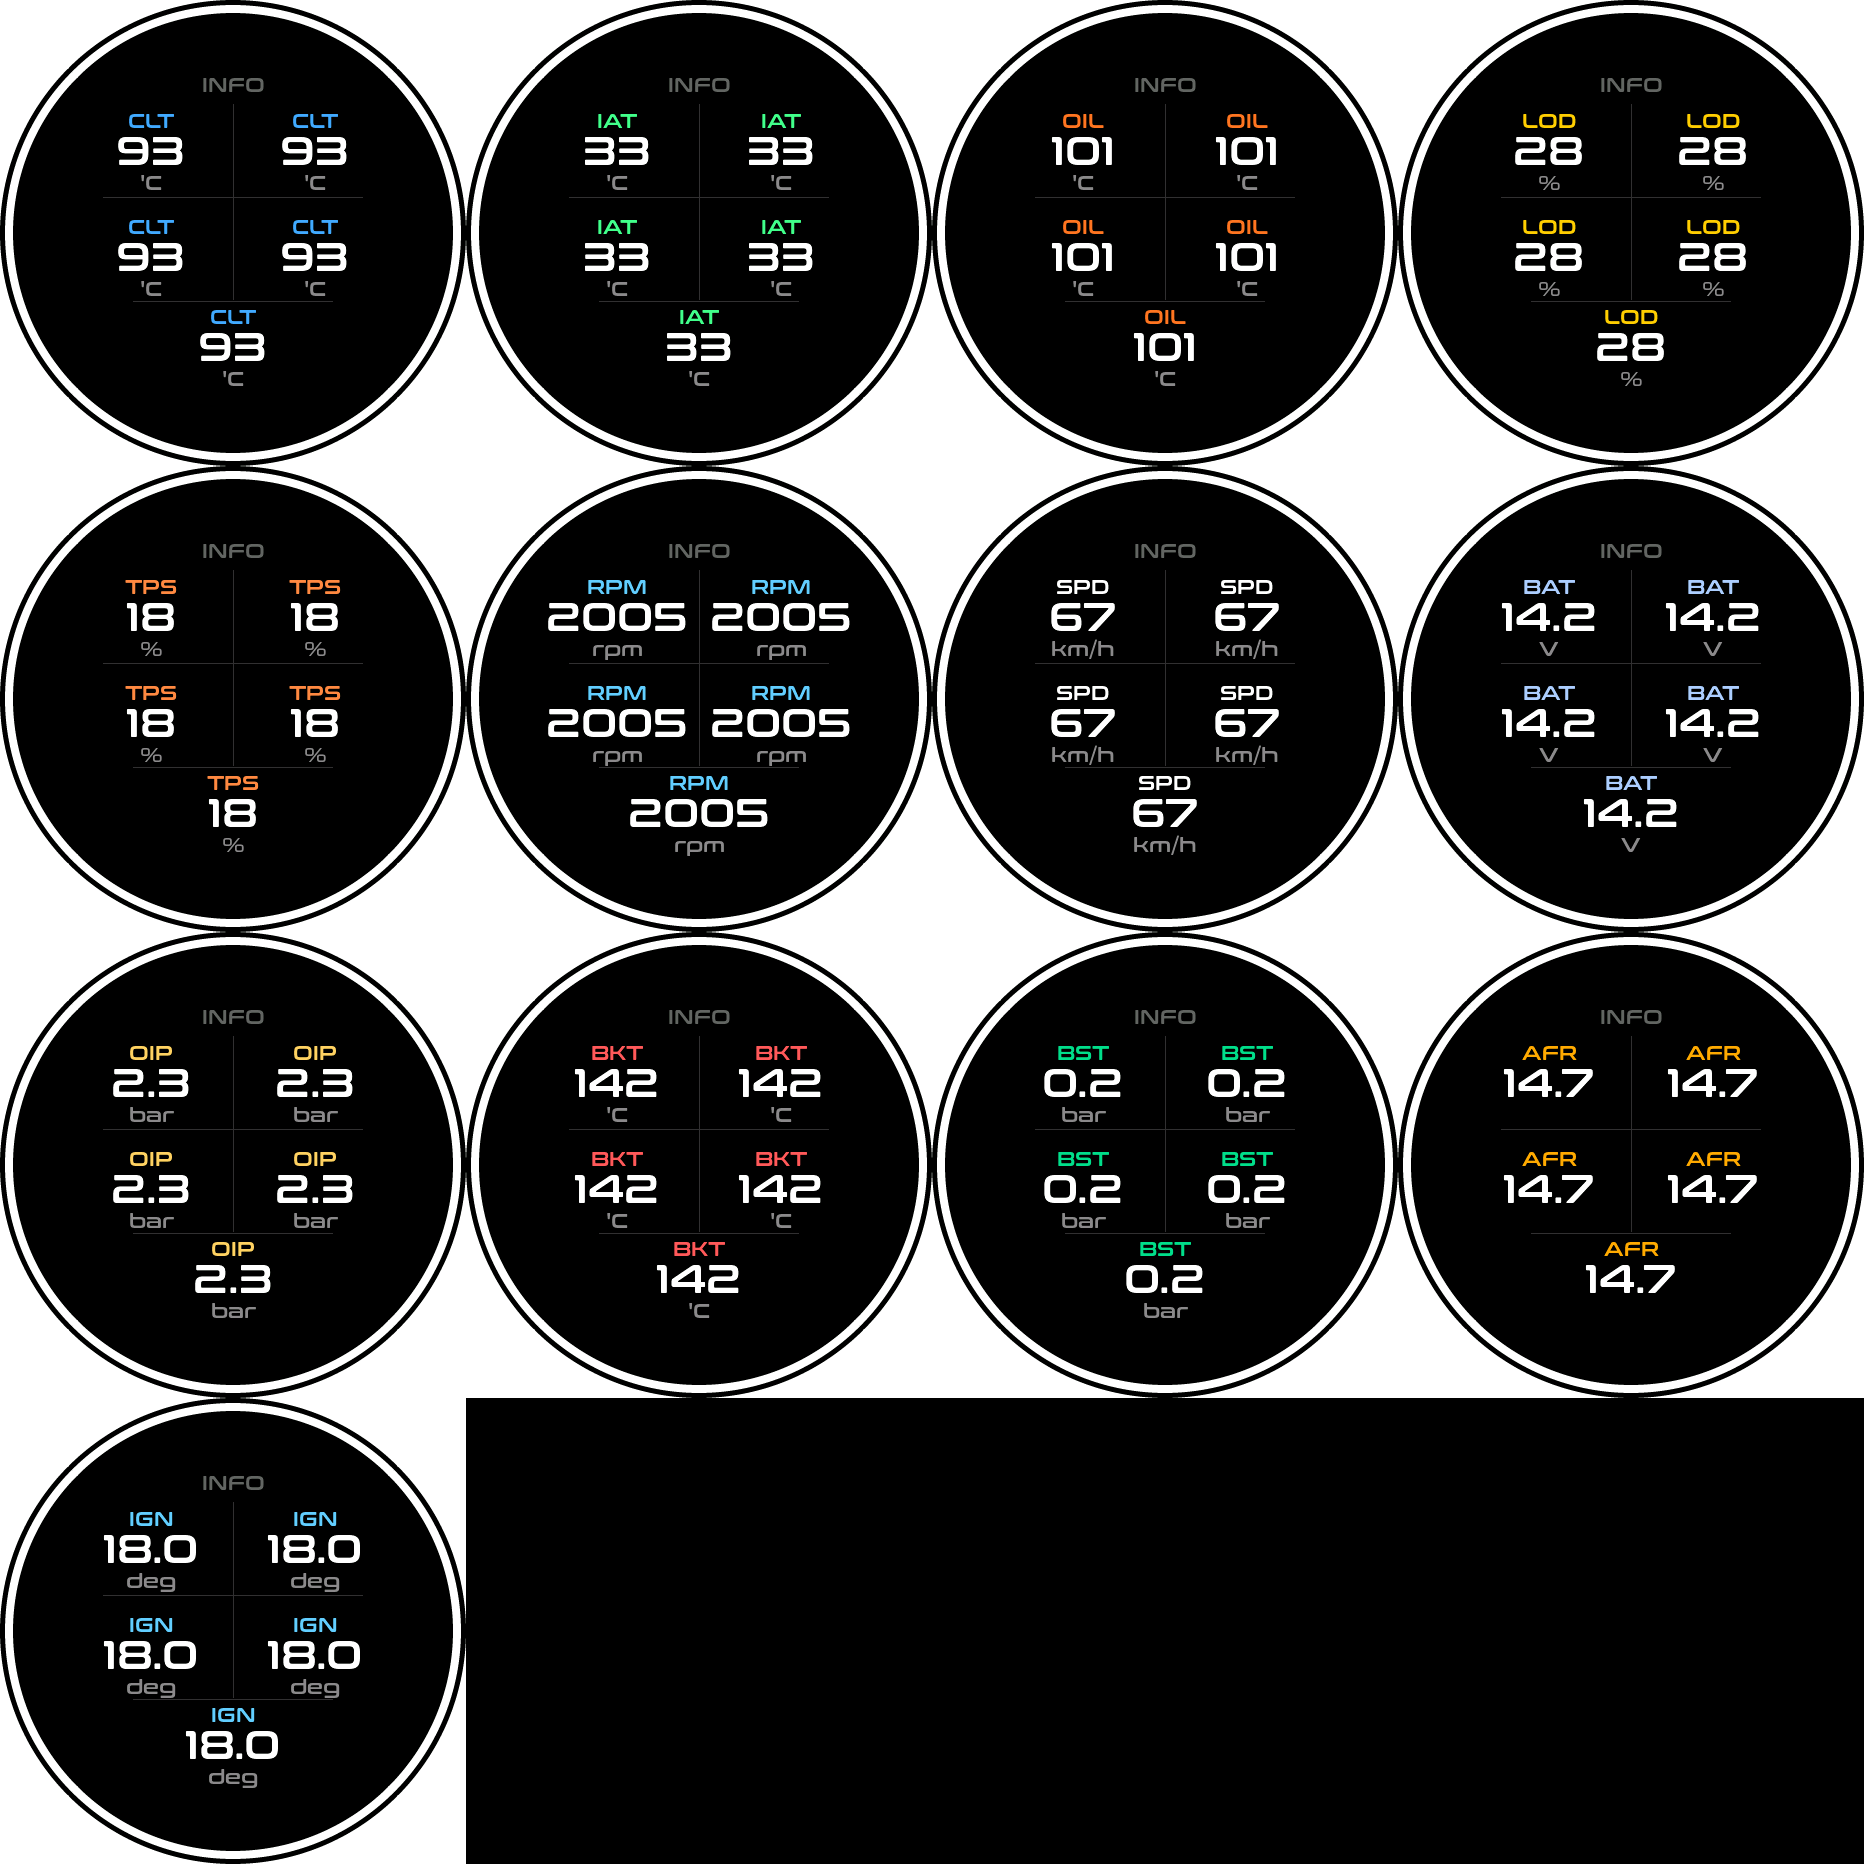 INFO
CLT CLT
93 93
'C 'C
CLT CLT
93 93
'C 'C
CLT
93
'C
INFO
IAT IAT
33 33
'C 'C
IAT IAT
33 33
'C 'C
IAT
33
'C
INFO
OIL OIL
101 101
'C 'C
OIL OIL
101 101
'C 'C
OIL
101
'C
INFO
LOD LOD
28 28
% %
LOD LOD
28 28
% %
LOD
28
%
INFO
TPS TPS
18 18
% %
TPS TPS
18 18
% %
TPS
18
%
INFO
RPM RPM
2005 2005
rpm rpm
RPM RPM
2005 2005
rpm rpm
RPM
2005
rpm
INFO
SPD SPD
67 67
km/h km/h
SPD SPD
67 67
km/h km/h
SPD
67
km/h
INFO
BAT BAT
14.2 14.2
V V
BAT BAT
14.2 14.2
V V
BAT
14.2
V
INFO
OIP OIP
2.3 2.3
bar bar
OIP OIP
2.3 2.3
bar bar
OIP
2.3
bar
INFO
BKT BKT
142 142
'C 'C
BKT BKT
142 142
'C 'C
BKT
142
'C
INFO
BST BST
0.2 0.2
bar bar
BST BST
0.2 0.2
bar bar
BST
0.2
bar
INFO
AFR AFR
14.7 14.7
AFR AFR
14.7 14.7
AFR
14.7
INFO
IGN IGN
18.0 18.0
deg deg
IGN IGN
18.0 18.0
deg deg
IGN
18.0
deg